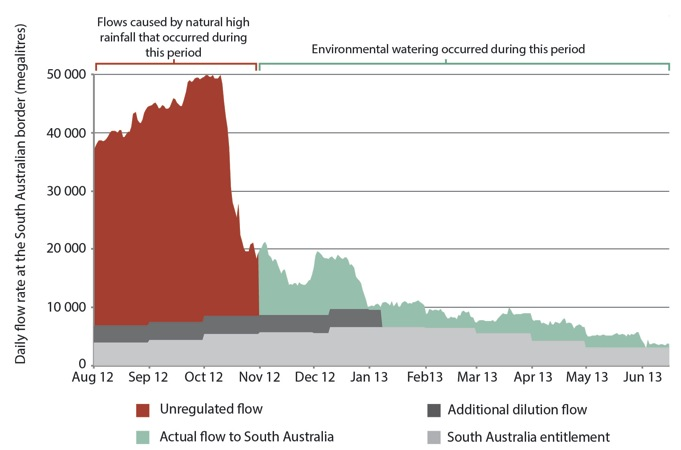 Flows caused by natural high
rainfall that occurred during
this period
Environmental watering occurred during this period
Daily flow rate at the South Australian border (megalitres)
50 000
40 000
30 000
20 000
10 000
0
Aug 12 Sep 12 Oct 12 Nov 12 Dec 12 Jan 13 Feb13 Mar 13 Apr 13 May 13 Jun 13
Unregulated flow
Additional dilution flow
Actual flow to South Australia
South Australia entitlement